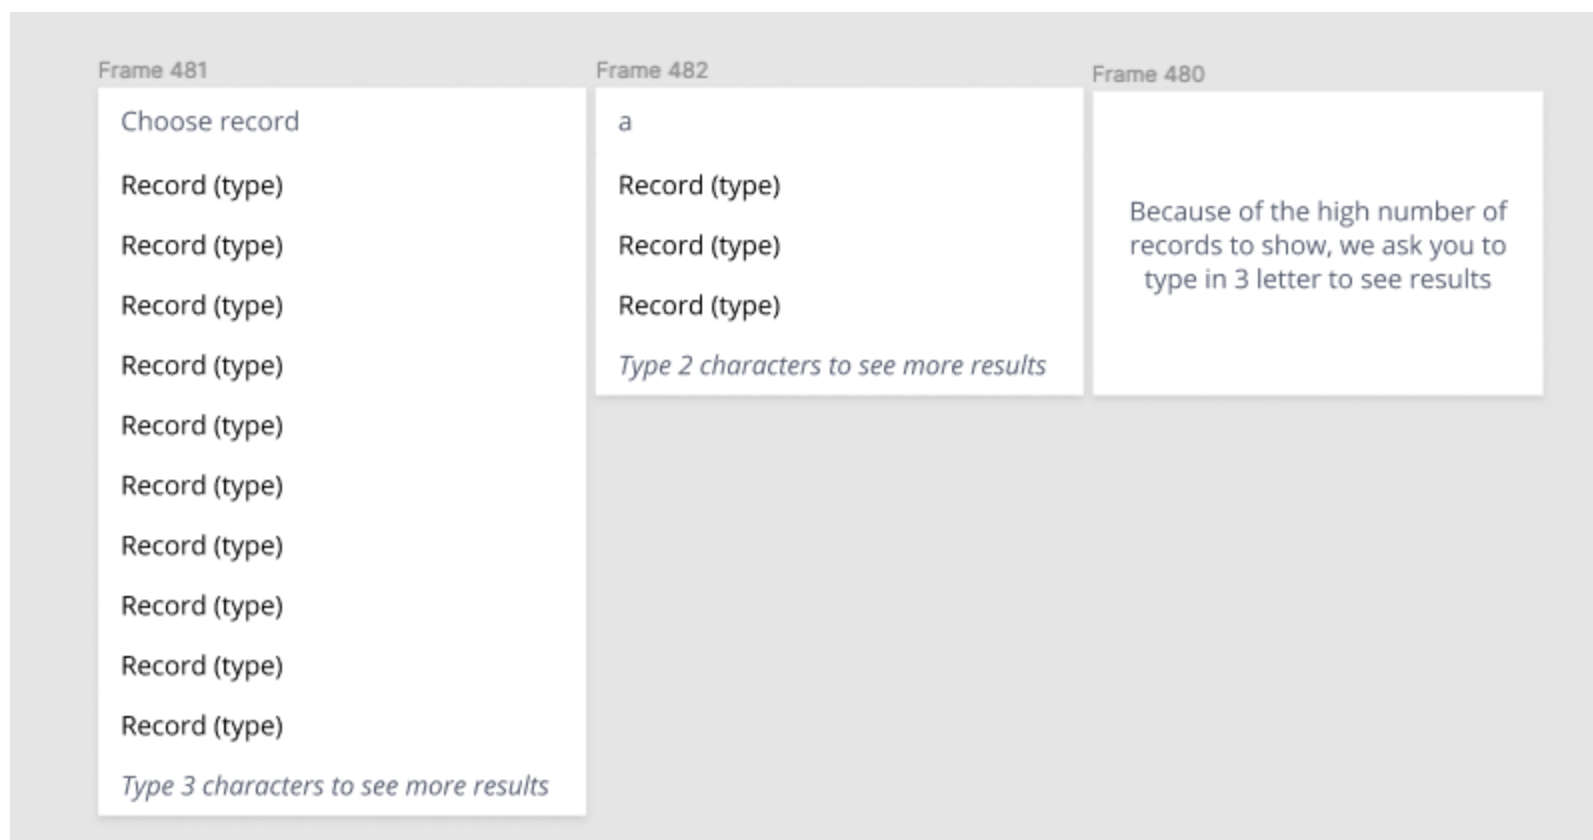 Frame 481
Choose record
Record (type)
Record (type)
Record (type)
Record (type)
Record (type)
Record (type)
Record (type)
Record (type)
Record (type)
Record (type)
Type 3 characters to see more results
Frame 482
a
Record (type)
Record (type)
Record (type)
Type 2 characters to see more results
Frame 480
Because of the high number of
records to show, we ask you to
type in 3 letter to see results